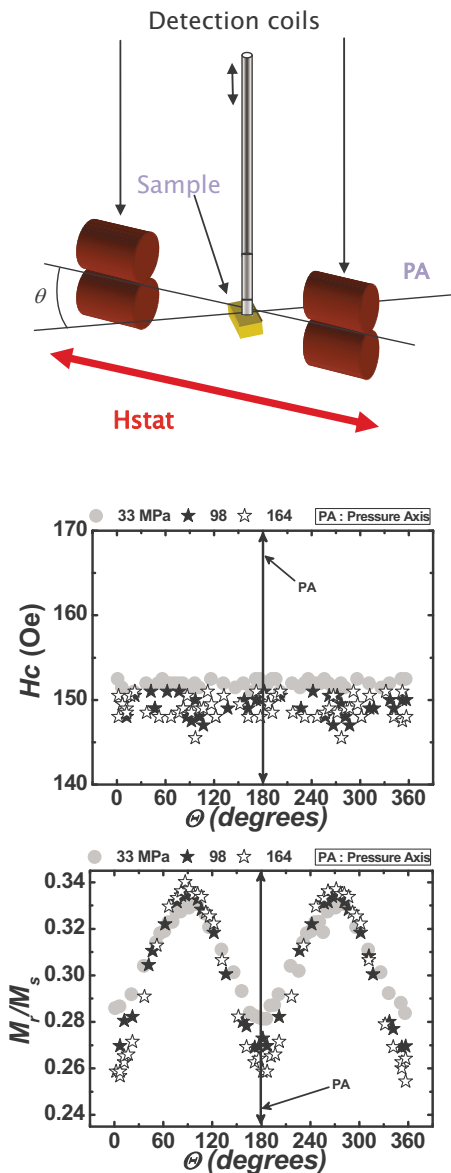 Detection coils
Sample
PA
θ
Hstat
33 MPa 98 164 PA : Pressure Axis
170
160
150
140
Hc (Oe)
PA
0 60 120 180 240 300 360
Θ (degrees)
33 MPa 98 164 PA : Pressure Axis
0.34
0.32
0.30
0.28
0.26
0.24
Mr/Ms
PA
0 60 120 180 240 300 360
Θ (degrees)